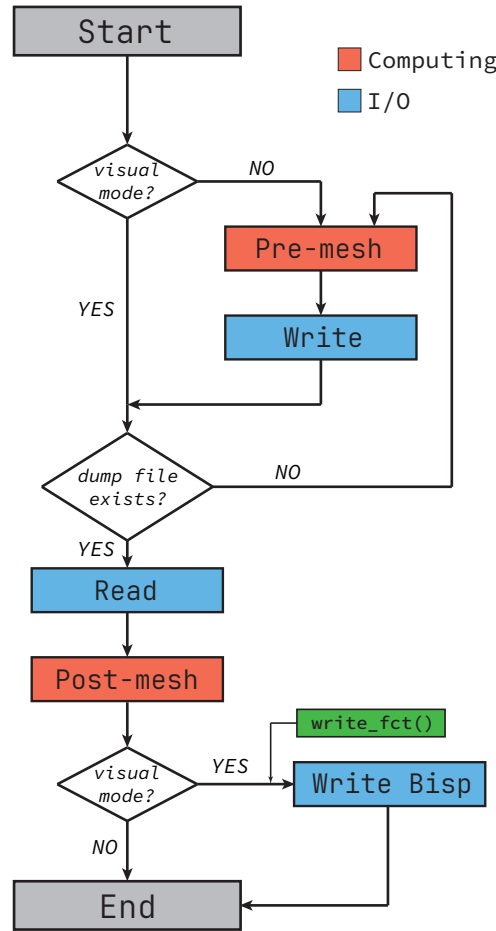 Start
Computing
I/O
visual
mode?
NO
Pre-mesh
YES
Write
dump file
exists?
NO
YES
Read
Post-mesh
write_fct()
visual
mode?
YES
Write Bisp
NO
End